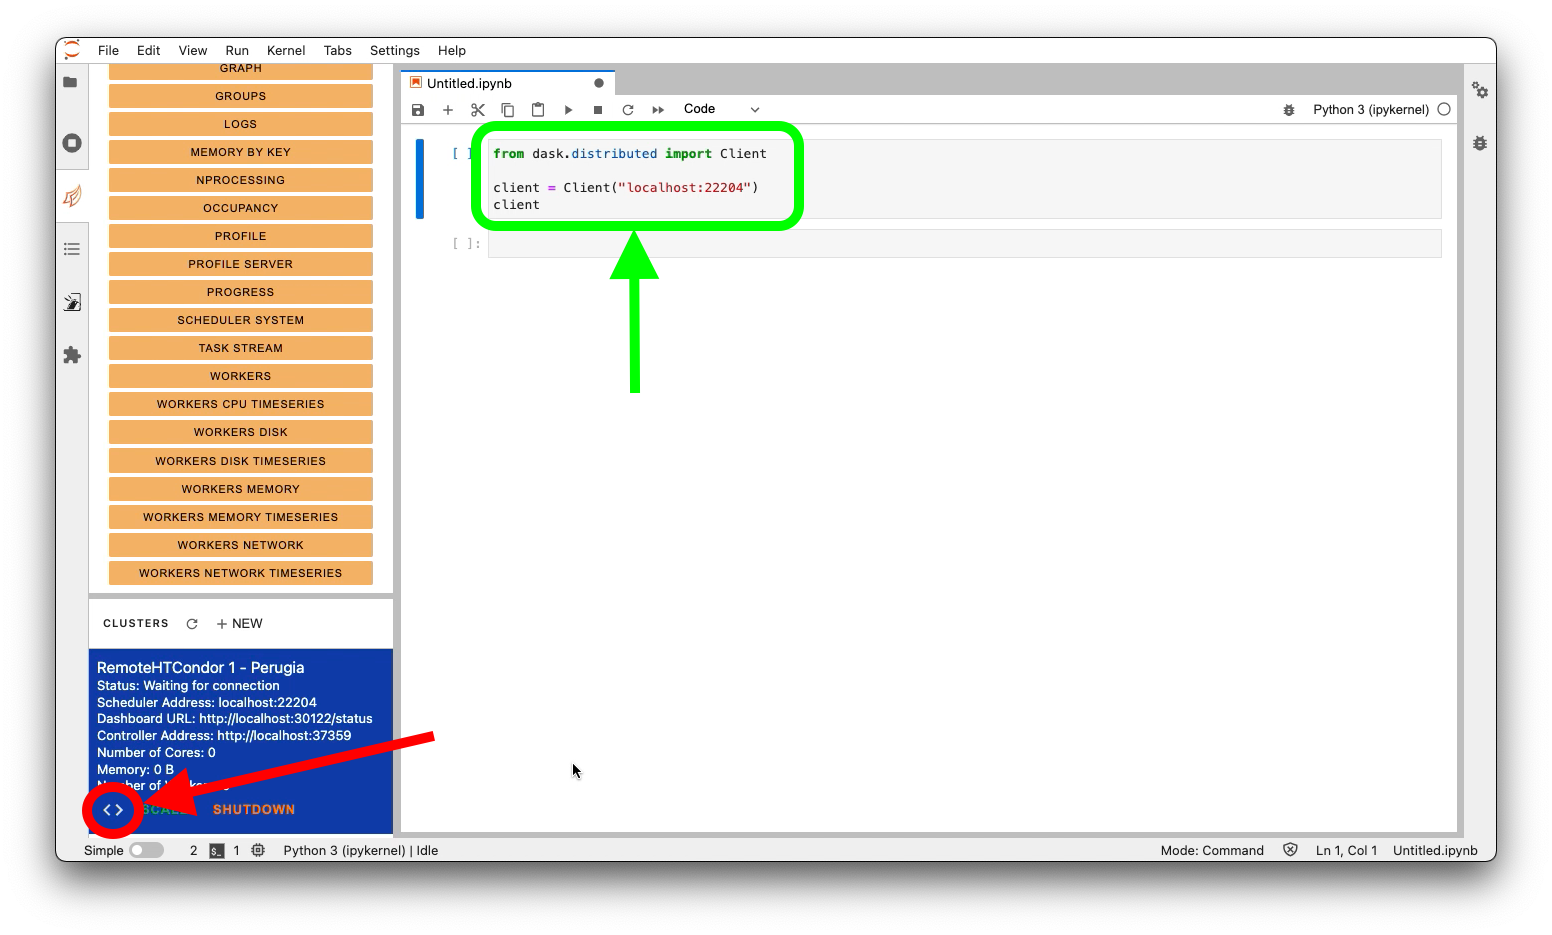 File Edit View Run Kernel Tabs Settings Help
GRAPH
GROUPS
LOGS
MEMORY BY KEY
NPROCESSING
OCCUPANCY
PROFILE
PROFILE SERVER
PROGRESS
SCHEDULER SYSTEM
TASK STREAM
WORKERS
WORKERS CPU TIMESERIES
WORKERS DISK
WORKERS DISK TIMESERIES
WORKERS MEMORY
WORKERS MEMORY TIMESERIES
WORKERS NETWORK
WORKERS NETWORK TIMESERIES
CLUSTERS + NEW
RemoteHTCondor 1 - Perugia
Status: Waiting for connection
Scheduler Address: localhost:22204
Dashboard URL: http://localhost:30122/status
Controller Address: http://localhost:37359
Number of Cores: 0
Memory: 0 B
of
<> SCALE SHUTDOWN
Untitled.ipynb
Code Python 3 (ipykernel)
[ ] from dask.distributed import Client
client = Client("localhost:22204")
client
[ ]:
Simple 2 $_ 1 Python 3 (ipykernel) | Idle Mode: Command Ln 1, Col 1 Untitled.ipynb